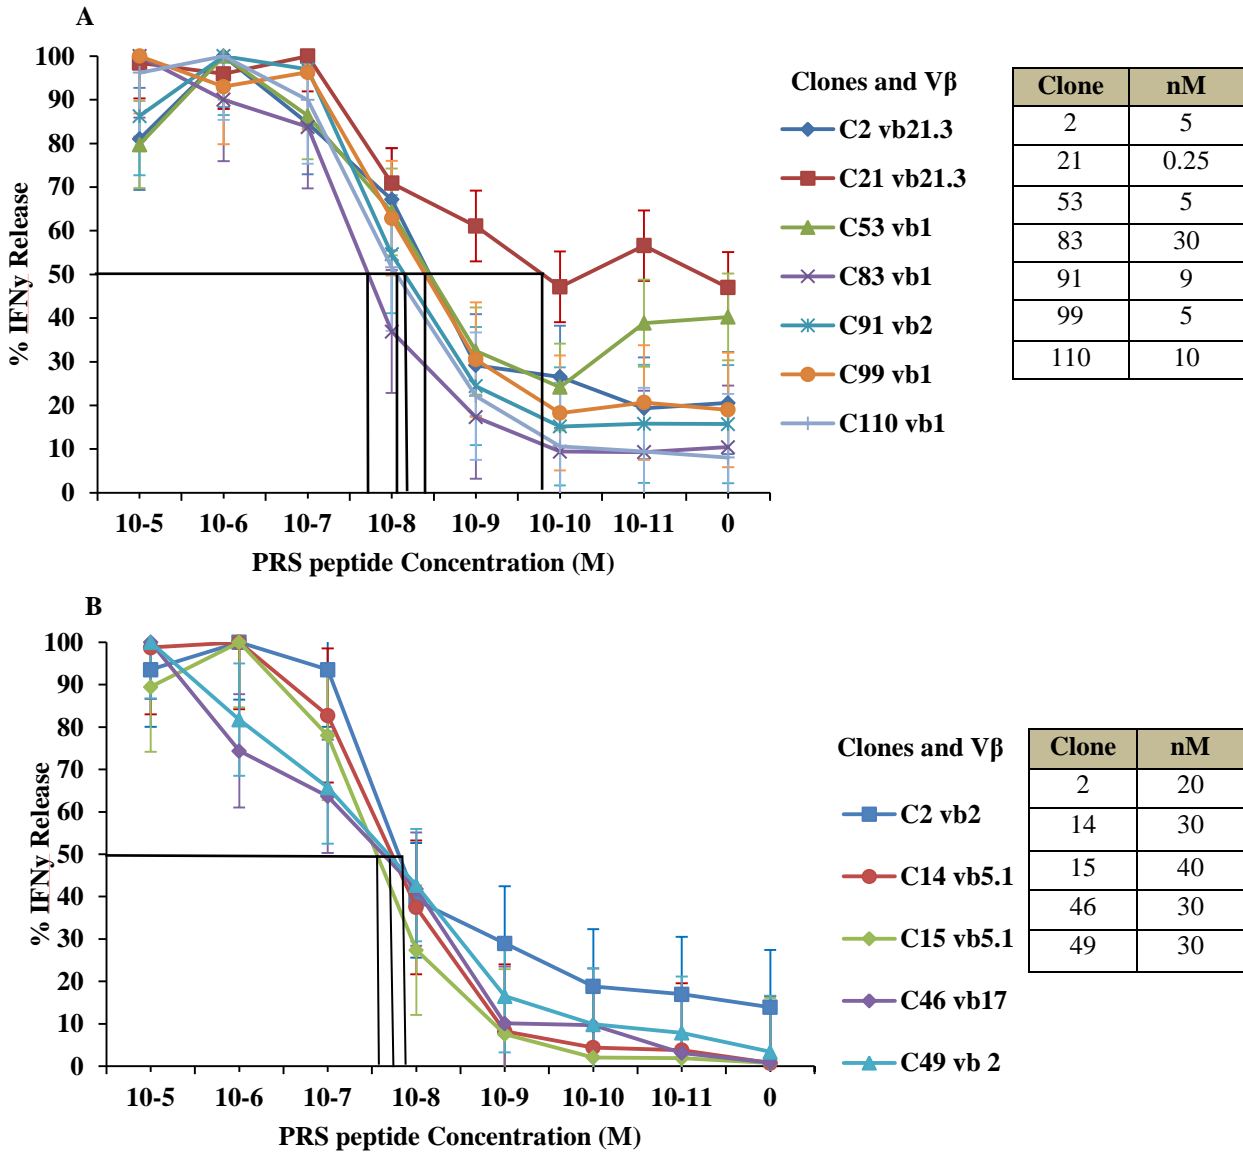 A
100
90
80
70
60
50
40
30
20
10
0
% IFNy Release
10-5 10-6 10-7 10-8 10-9 10-10 10-11 0
PRS peptide Concentration (M)
Clones and Vβ
C2 vb21.3
C21 vb21.3
C53 vb1
C83 vb1
C91 vb2
C99 vb1
C110 vb1
Clone nM
2 5
21 0.25
53 5
83 30
91 9
99 5
110 10
B
100
90
80
70
60
50
40
30
20
10
0
% IFNy Release
10-5 10-6 10-7 10-8 10-9 10-10 10-11 0
PRS peptide Concentration (M)
Clones and Vβ
C2 vb2
C14 vb5.1
C15 vb5.1
C46 vb17
C49 vb 2
Clone nM
2 20
14 30
15 40
46 30
49 30